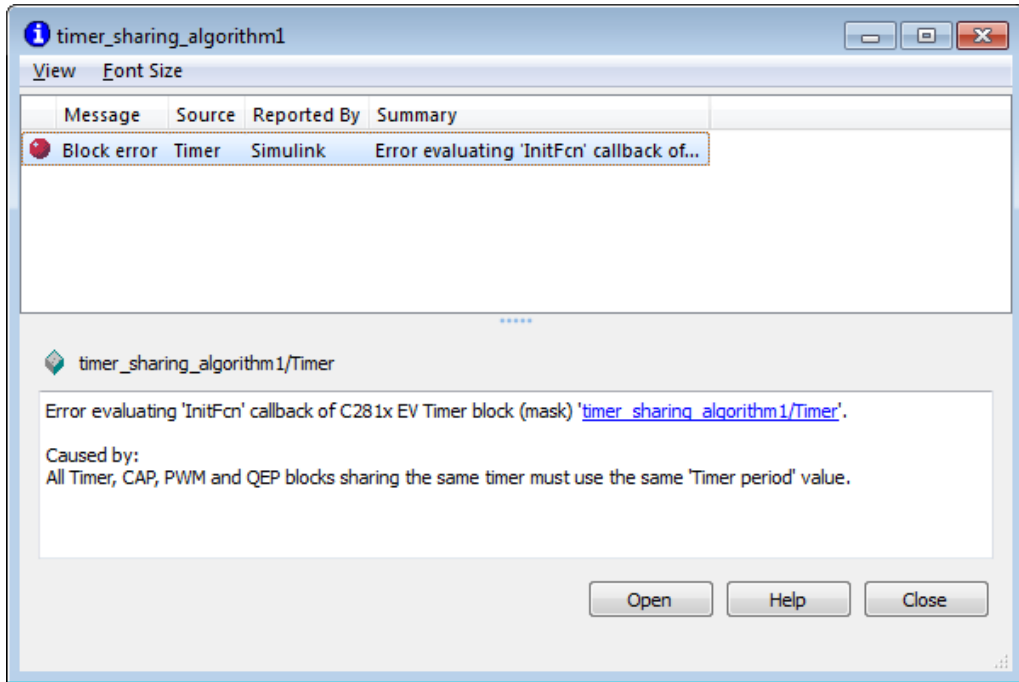 timer_sharing_algorithm1
View Font Size
Message Source Reported By Summary
Block error Timer Simulink Error evaluating 'InitFcn' callback of...
timer_sharing_algorithm1/Timer
Error evaluating 'InitFcn' callback of C281x EV Timer block (mask) 'timer_sharing_algorithm1/Timer'.
Caused by:
All Timer, CAP, PWM and QEP blocks sharing the same timer must use the same 'Timer period' value.
Open Help Close